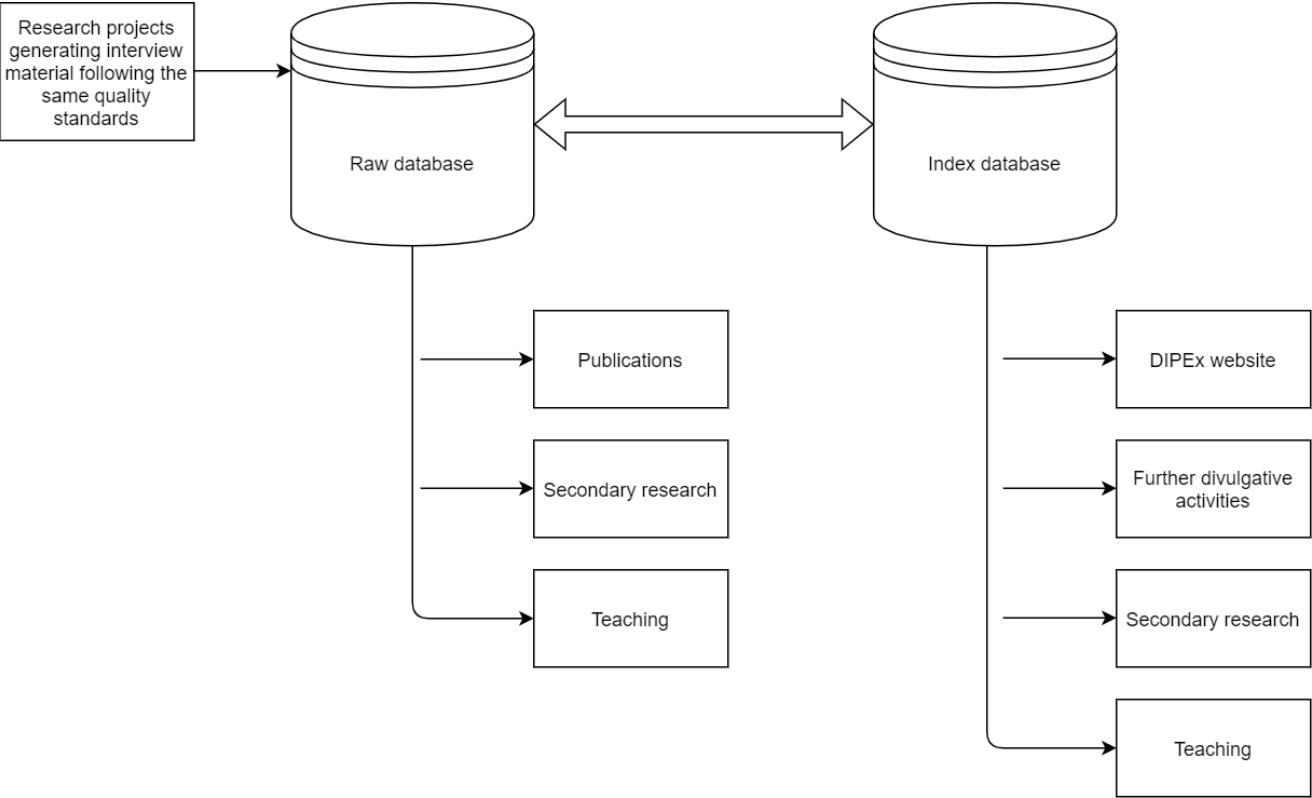 Research projects
generating interview
material following the
same quality
standards
Raw database
Index database
Publications
Secondary research
Teaching
DIPEx website
Further divulgative
activities
Secondary research
Teaching